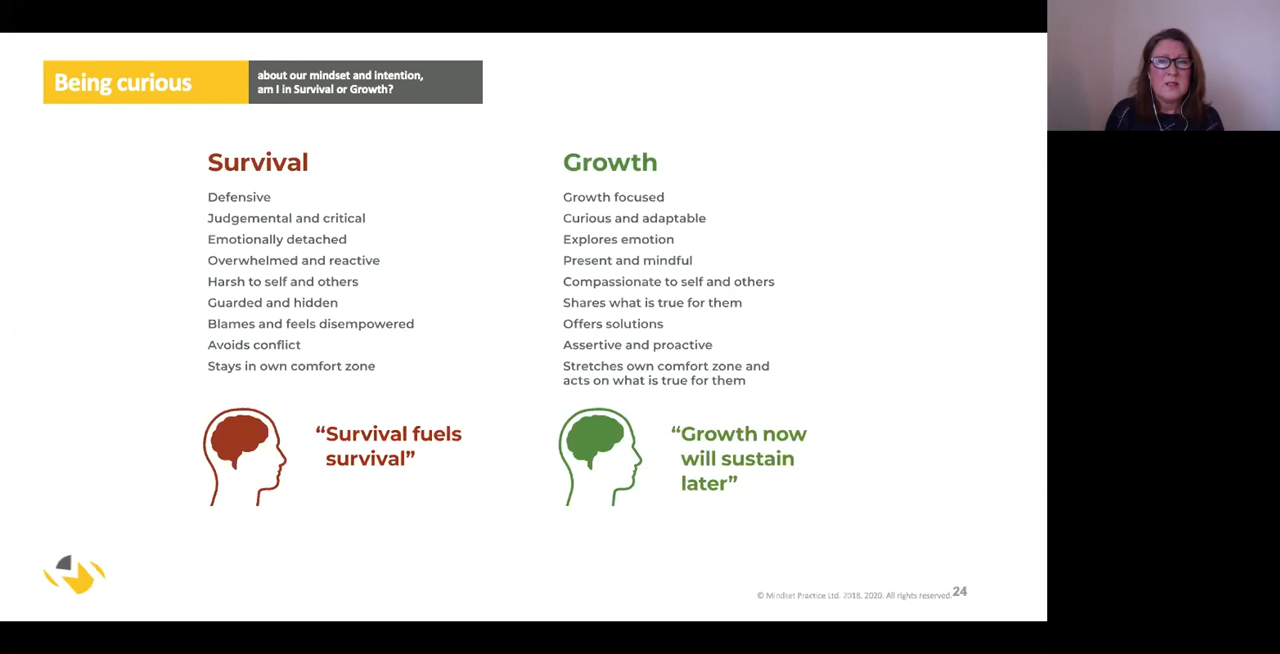 Being curious
about our mindset and intention,
am I in Survival or Growth?
Survival
Defensive
Judgemental and critical
Emotionally detached
Overwhelmed and reactive
Harsh to self and others
Guarded and hidden
Blames and feels disempowered
Avoids conflict
Stays in own comfort zone
“Survival fuels
survival”
Growth
Growth focused
Curious and adaptable
Explores emotion
Present and mindful
Compassionate to self and others
Shares what is true for them
Offers solutions
Assertive and proactive
Stretches own comfort zone and
acts on what is true for them
“Growth now
will sustain
later”
© Mindset Practice Ltd. 2018, 2020. All rights reserved. 24